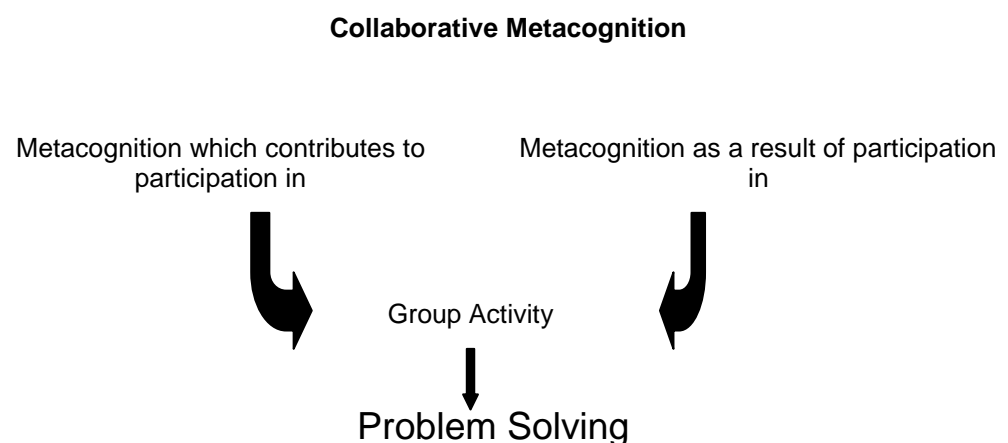 Collaborative Metacognition
Metacognition which contributes to
participation in
Metacognition as a result of participation
in
Group Activity
Problem Solving